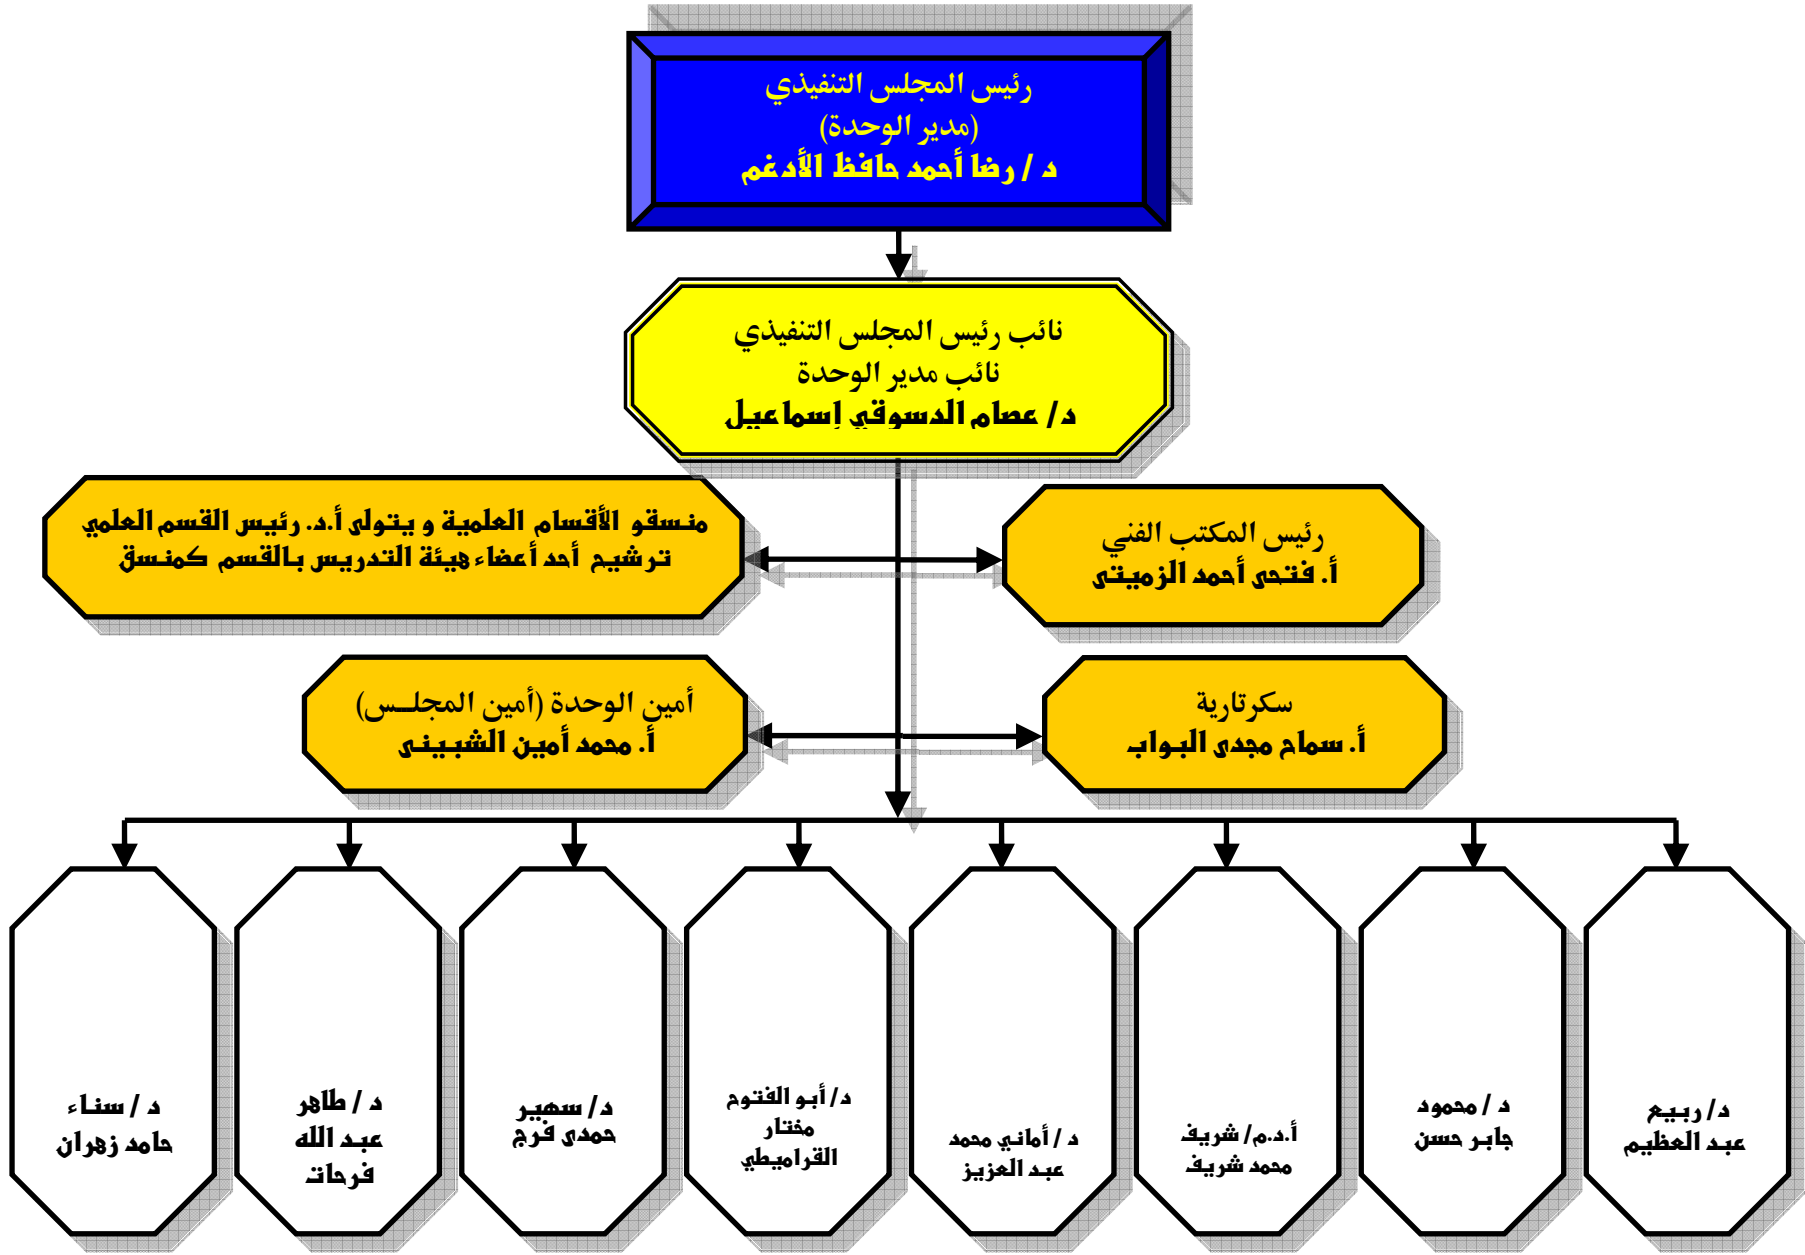 رئيس المجلس التنفيذي
(مدير الوحدة)
د / رضا أحمد حافظ الأدغم
نائب رئيس المجلس التنفيذي
نائب مدير الوحدة
د/ عصام الدسوقي إسماعيل
رئيس المكتب الفني
أ. فتحى أحمد الزميتى
منسقو الأقسام العلمية و يتولى أ.د. رئيس القسم العلمي
ترشيح أحد أعضاء هيئة التدريس بالقسم كمنسق
سكرتارية
أ. سماح مجدى البواب
أمين الوحدة (أمين المجلــس)
أ. محمد أمين الشبينى
د/ ربيع
عبد العظيم
د / محمود
جابر حسن
أ.د.م/ شريف
محمد شريف
د / أماني محمد
عبد العزيز
د/ أبو الفتوح
مختار
القراميطي
د/ سهير
حمدى فرج
د / طاهر
عبد الله
فرحات
د / سناء
حامد زهران